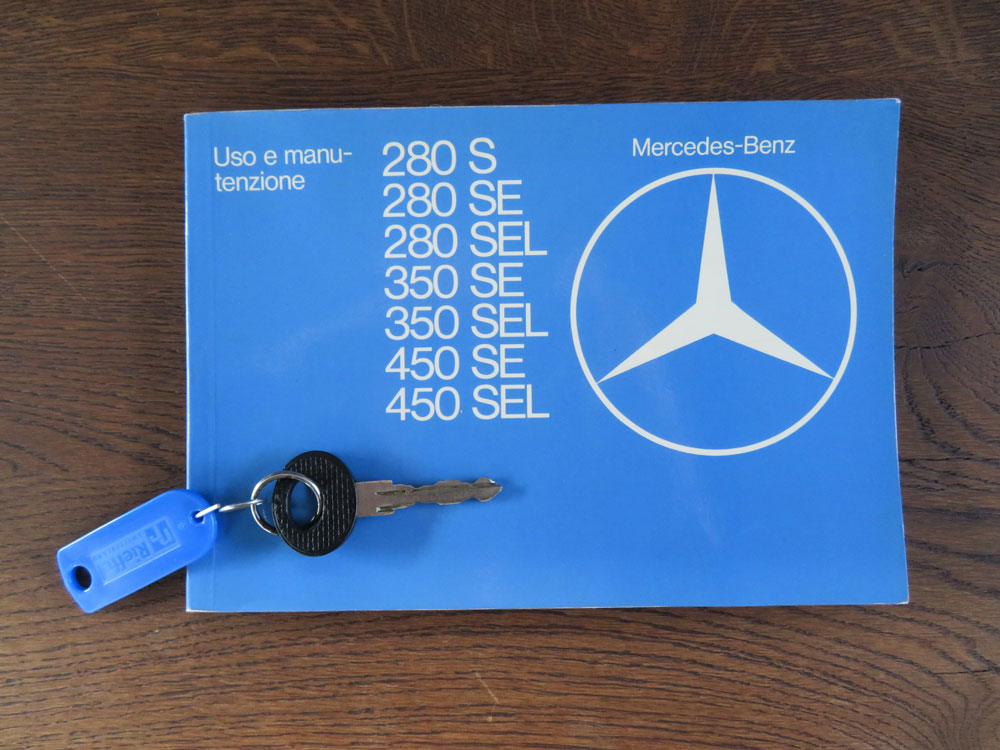 Uso e manu-
tenzione
280 S
280 SE
280 SEL
350 SE
350 SEL
450 SE
450 SEL
Mercedes-Benz